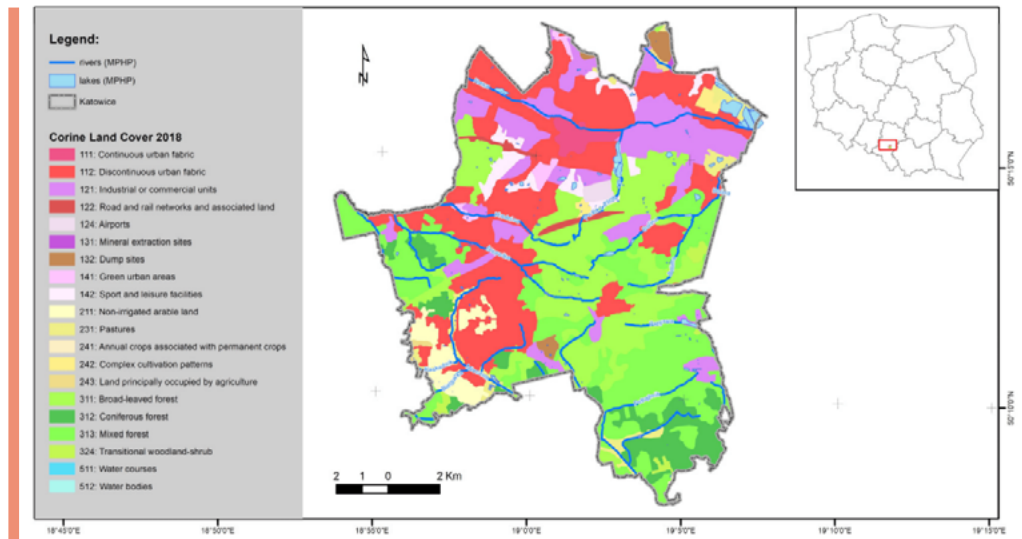 Legend:
rivers (MPHP)
lakes (MPHP)
Katowice
Corine Land Cover 2018
111: Continuous urban fabric
112: Discontinuous urban fabric
121: Industrial or commercial units
122: Road and rail networks and associated land
124: Airports
131: Mineral extraction sites
132: Dump sites
141: Green urban areas
142: Sport and leisure facilities
211: Non-irrigated arable land
231: Pastures
241: Annual crops associated with permanent crops
242: Complex cultivation patterns
243: Land principally occupied by agriculture
311: Broad-leaved forest
312: Coniferous forest
313: Mixed forest
324: Transitional woodland-shrub
511: Water courses
512: Water bodies
N
2 1 0 2 Km
50°15'0"N
50°10'0"N
18°45'0"E 18°50'0"E 18°55'0"E 19°0'0"E 19°5'0"E 19°10'0"E 19°15'0"E